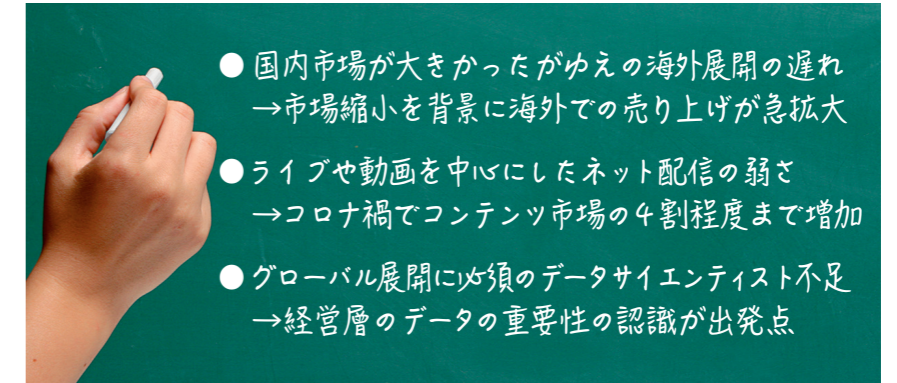 ● 国内市場が大きかったがゆえの海外展開の遅れ
→市場縮小を背景に海外での売り上げが急拡大
● ライブや動画を中心にしたネット配信の弱さ
→コロナ禍でコンテンツ市場の4割程度まで増加
● グローバル展開に必須のデータサイエンティスト不足
→経営層のデータの重要性の認識が出発点